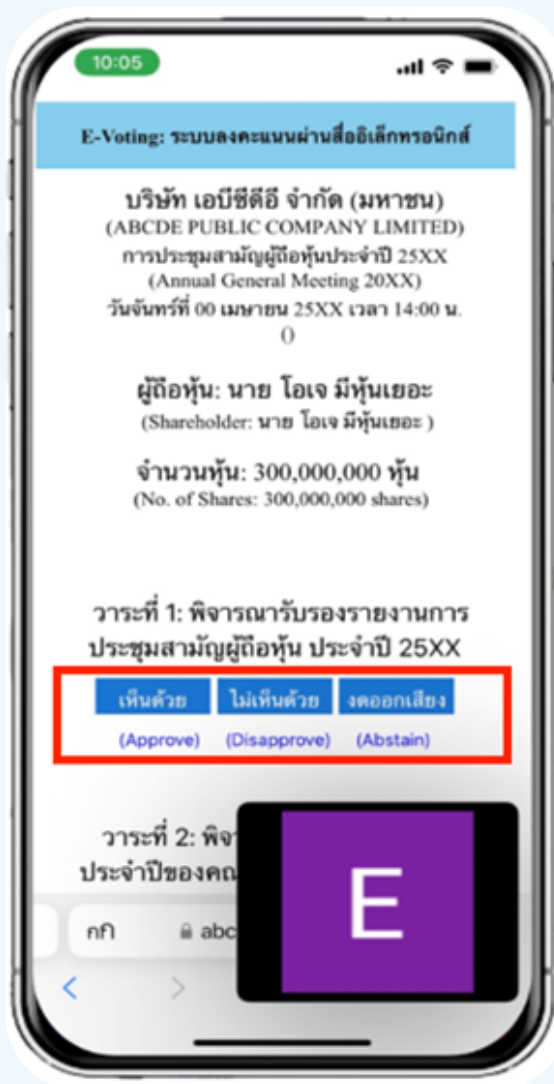 10:05
E-Voting: ระบบลงคะแนนผ่านสื่ออิเล็กทรอนิกส์
บริษัท เอบีซีดีอี จำกัด (มหาชน)
(ABCDE PUBLIC COMPANY LIMITED)
การประชุมสามัญผู้ถือหุ้นประจำปี 25XX
(Annual General Meeting 20XX)
วันจันทร์ที่ 00 เมษายน 25XX เวลา 14:00 น.
()
ผู้ถือหุ้น: นาย โอเจ มีหุ้นเยอะ
(Shareholder: นาย โอเจ มีหุ้นเยอะ )
จำนวนหุ้น: 300,000,000 หุ้น
(No. of Shares: 300,000,000 shares)
วาระที่ 1: พิจารณารับรองรายงานการ
ประชุมสามัญผู้ถือหุ้น ประจำปี 25XX
เห็นด้วย ไม่เห็นด้วย งดออกเสียง
(Approve) (Disapprove) (Abstain)
วาระที่ 2:
ประจำปีของ
E
กก abc